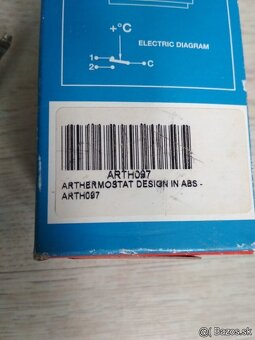 +°C
ELECTRIC DIAGRAM
1
C
2
ARTH097
ARTHERMOSTAT DESIGN IN ABS -
ARTH097
© Bazos.sk